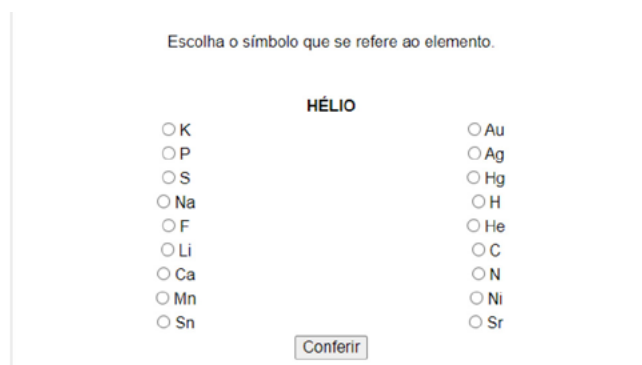 Escolha o símbolo que se refere ao elemento.
HÉLIO
K Au
P Ag
S Hg
Na H
F He
Li C
Ca N
Mn Ni
Sn Sr
Conferir